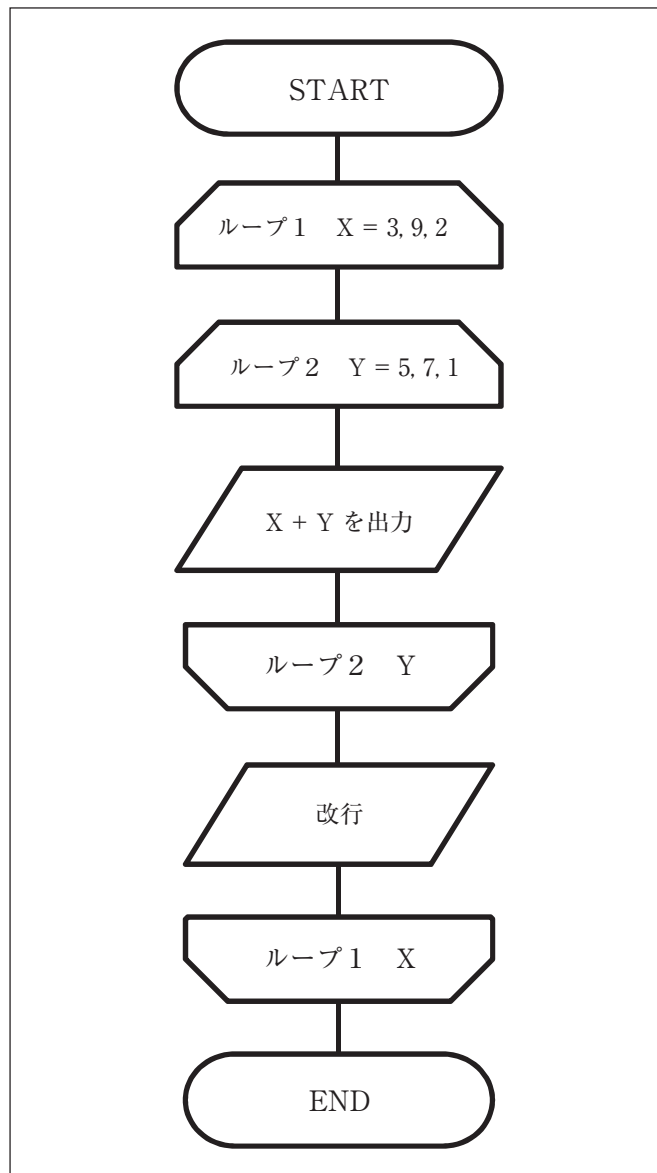 START
ループ１　X = 3, 9, 2
ループ２　Y = 5, 7, 1
X + Y を出力
ループ２　Y
改行
ループ１　X
END